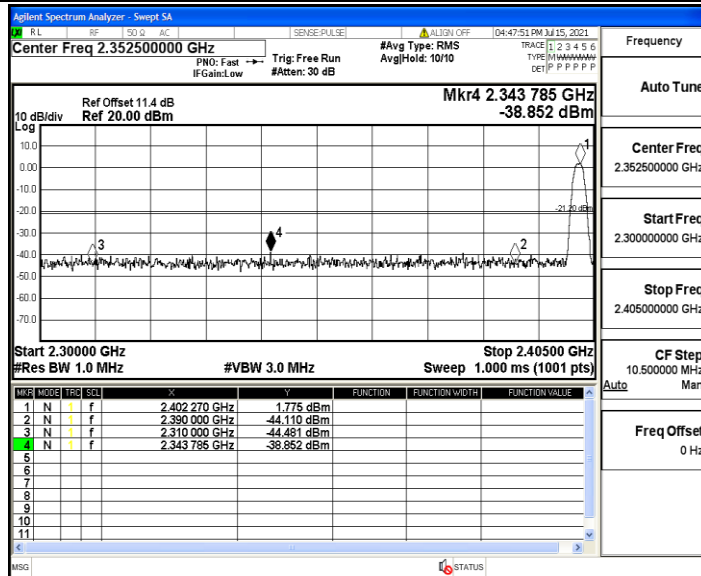 Agilent Spectrum Analyzer - Swept SA
RL RF 50 Ω AC SENSE:PULSE ALIGN OFF 04:47:51 PM Jul 15, 2021
Center Freq 2.352500000 GHz #Avg Type: RMS TRACE 1 2 3 4 5 6
PNO: Fast Trig: Free Run Avg|Hold: 10/10 TYPE MWWWWW
IFGain:Low #Atten: 30 dB DET P P P P P P
Mkr4 2.343 785 GHz
-38.852 dBm
Ref Offset 11.4 dB
10 dB/div Ref 20.00 dBm
Log
10.0
0.00
-10.0
-20.0
-30.0
-40.0
-50.0
-60.0
-70.0
1
-21.20 dBm
3
4
2
Start 2.30000 GHz Stop 2.40500 GHz
#Res BW 1.0 MHz #VBW 3.0 MHz Sweep 1.000 ms (1001 pts)
MKR MODE TRC SCL X Y FUNCTION FUNCTION WIDTH FUNCTION VALUE
1 N 1 f 2.402 270 GHz 1.775 dBm
2 N 1 f 2.390 000 GHz -44.110 dBm
3 N 1 f 2.310 000 GHz -44.481 dBm
4 N 1 f 2.343 785 GHz -38.852 dBm
5
6
7
8
9
10
11
MSG STATUS
Frequency
Auto Tune
Center Freq
2.352500000 GHz
Start Freq
2.300000000 GHz
Stop Freq
2.405000000 GHz
CF Step
10.500000 MHz
Auto Man
Freq Offset
0 Hz